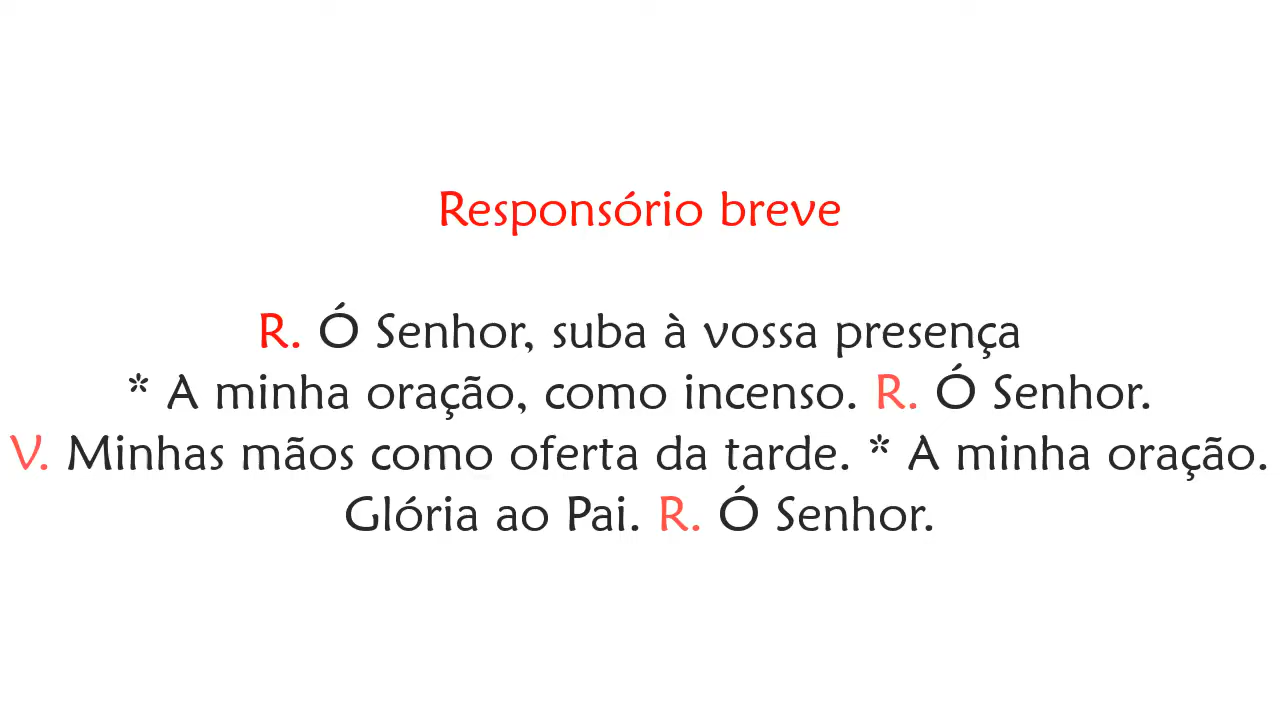 Responsório breve
R. Ó Senhor, suba à vossa presença
* A minha oração, como incenso. R. Ó Senhor.
V. Minhas mãos como oferta da tarde. * A minha oração.
Glória ao Pai. R. Ó Senhor.